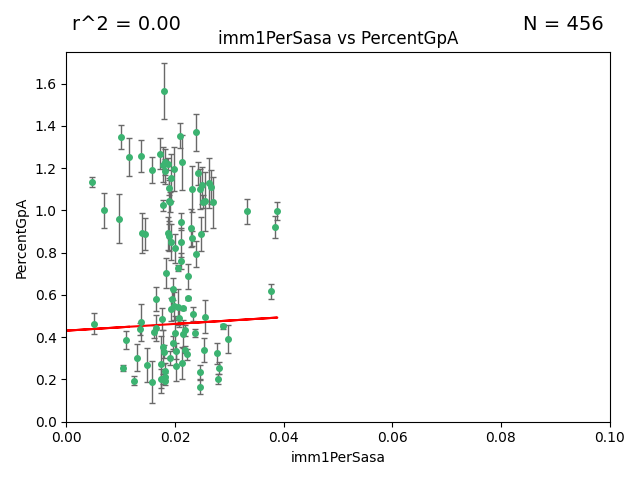 r^2 = 0.00
N = 456
imm1PerSasa vs PercentGpA
1.6
1.4
1.2
1.0
0.8
0.6
0.4
0.2
0.0
PercentGpA
0.00 0.02 0.04 0.06 0.08 0.10
imm1PerSasa